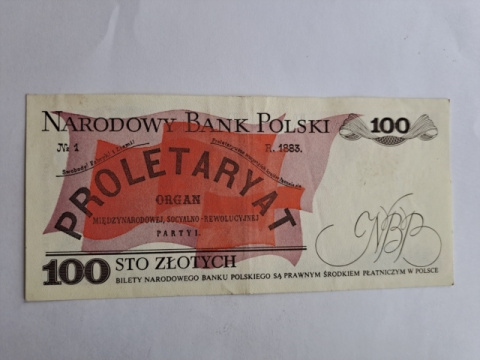 NARODOWY BANK POLSKI
100
№ 1 R. 1883.
PROLETARYAT
ORGAN
MIĘDZYNARODOWEJ, SOCYALNO-REWOLUCYJNEJ
PARTYI.
NBP
100 STO ZŁOTYCH
BILETY NARODOWEGO BANKU POLSKIEGO SĄ PRAWNYM ŚRODKIEM PŁATNICZYM W POLSCE